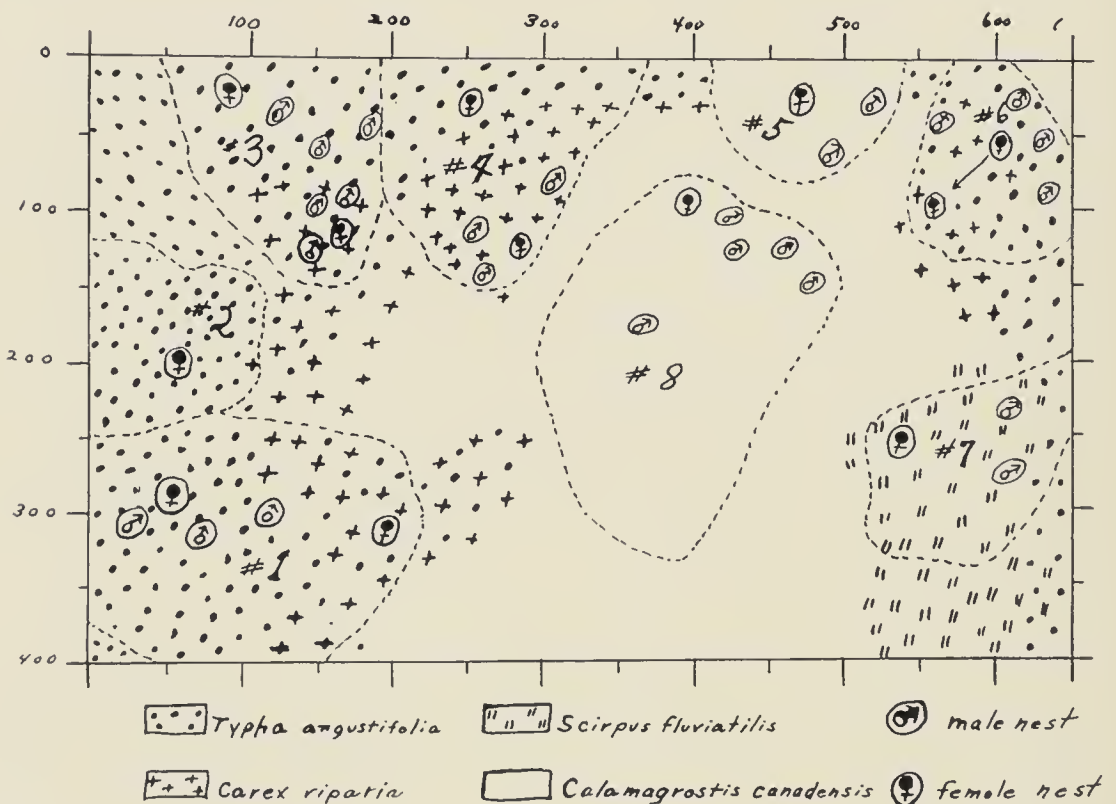 100 200 300 400 500 600 (
0
#3 #4 #5 #6
100
#2
200
#8 #7
300
#1
400
Typha angustifolia Scirpus fluviatilis male nest
Carex riparia Calamagrostis canadensis female nest